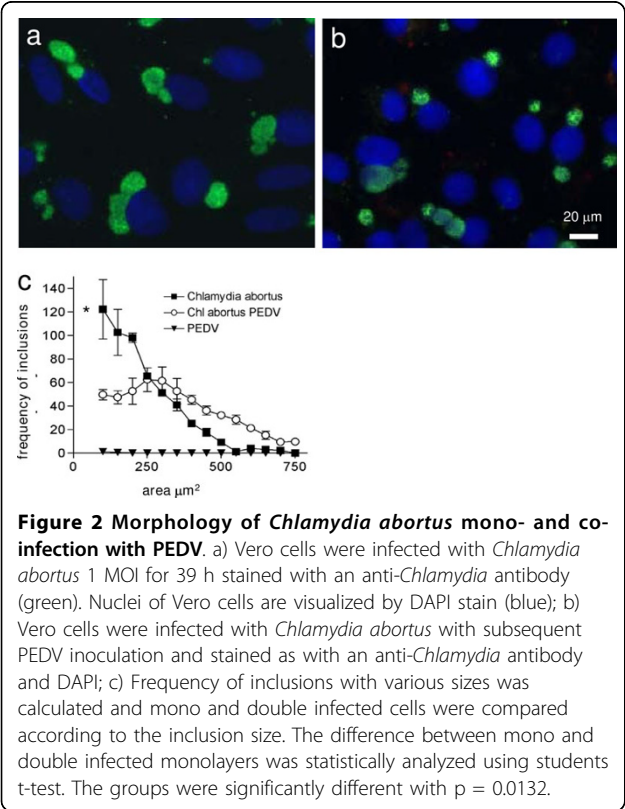 a
b
20 μm
c
140
120
100
80
60
40
20
0
*
frequency of inclusions
Chlamydia abortus
Chl abortus PEDV
PEDV
0 250 500 750
area μm²
Figure 2 Morphology of Chlamydia abortus mono- and co-
infection with PEDV. a) Vero cells were infected with Chlamydia
abortus 1 MOI for 39 h stained with an anti-Chlamydia antibody
(green). Nuclei of Vero cells are visualized by DAPI stain (blue); b)
Vero cells were infected with Chlamydia abortus with subsequent
PEDV inoculation and stained as with an anti-Chlamydia antibody
and DAPI; c) Frequency of inclusions with various sizes was
calculated and mono and double infected cells were compared
according to the inclusion size. The difference between mono and
double infected monolayers was statistically analyzed using students
t-test. The groups were significantly different with p = 0.0132.